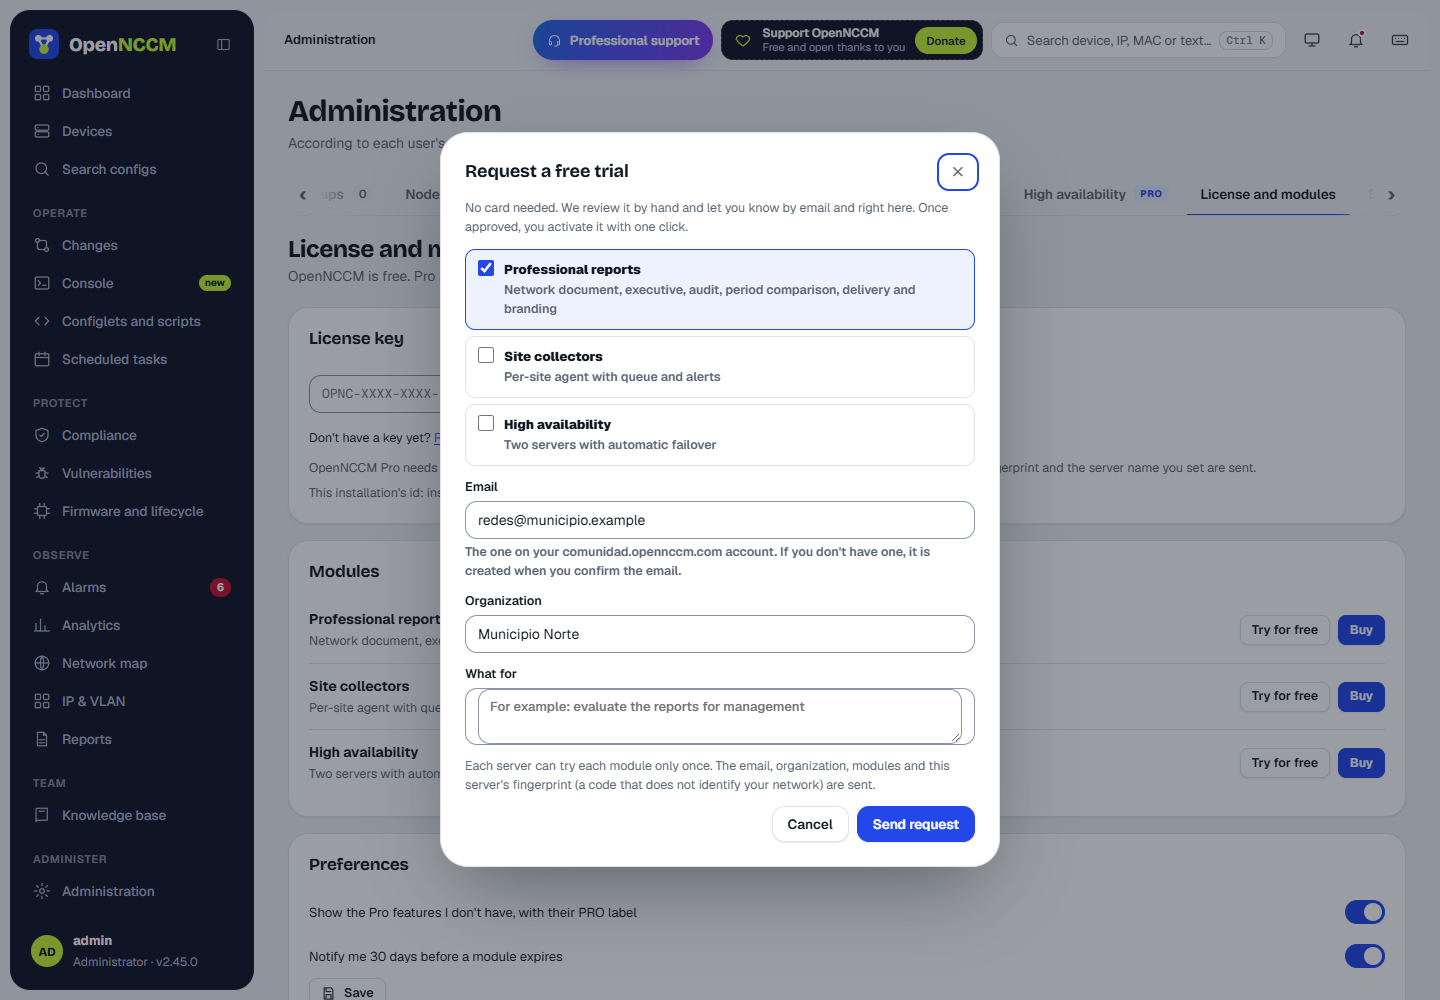 OpenNCCM
Dashboard
Devices
Search configs
OPERATE
Changes
Console
new
Configlets and scripts
Scheduled tasks
PROTECT
Compliance
Vulnerabilities
Firmware and lifecycle
OBSERVE
Alarms
6
Analytics
Network map
IP & VLAN
Reports
TEAM
Knowledge base
ADMINISTER
Administration
AD
admin
Administrator · v2.45.0
Administration
Professional support
Support OpenNCCM
Free and open thanks to you
Donate
Search device, IP, MAC or text...
Ctrl K
Administration
According to each user's
ups 0
Node
High availability PRO
License and modules
License and m
OpenNCCM is free. Pro
License key
OPNC-XXXX-XXXX-
Don't have a key yet?
OpenNCCM Pro needs
erprint and the server name you set are sent.
This installation's id: ins
Modules
Professional report
Network document, exe
Try for free
Buy
Site collectors
Per-site agent with que
Try for free
Buy
High availability
Two servers with autom
Try for free
Buy
Preferences
Show the Pro features I don't have, with their PRO label
Notify me 30 days before a module expires
Save
Request a free trial
No card needed. We review it by hand and let you know by email and right here. Once
approved, you activate it with one click.
Professional reports
Network document, executive, audit, period comparison, delivery and
branding
Site collectors
Per-site agent with queue and alerts
High availability
Two servers with automatic failover
Email
redes@municipio.example
The one on your comunidad.opennccm.com account. If you don't have one, it is
created when you confirm the email.
Organization
Municipio Norte
What for
For example: evaluate the reports for management
Each server can try each module only once. The email, organization, modules and this
server's fingerprint (a code that does not identify your network) are sent.
Cancel
Send request